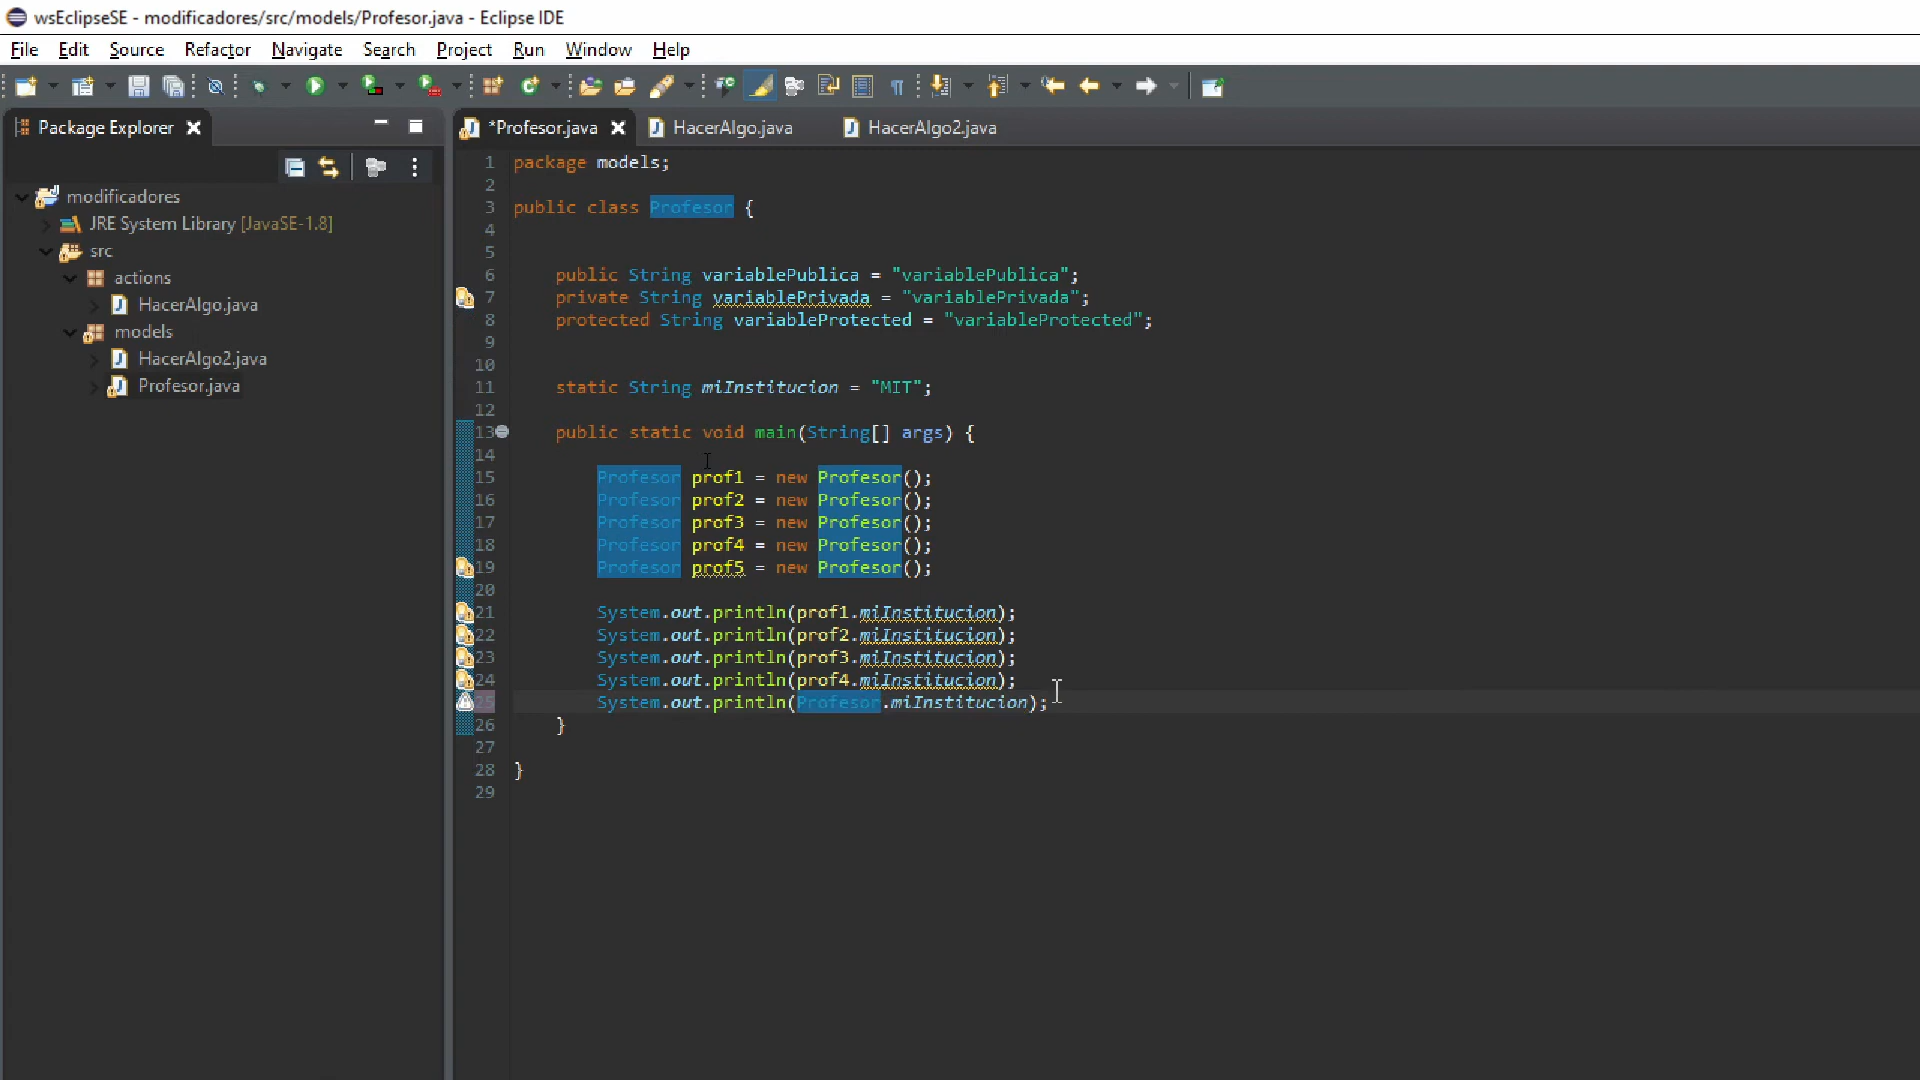 wsEclipseSE - modificadores/src/models/Profesor.java - Eclipse IDE
File Edit Source Refactor Navigate Search Project Run Window Help
Package Explorer
*Profesor.java HacerAlgo.java HacerAlgo2.java
modificadores
JRE System Library [JavaSE-1.8]
src
actions
HacerAlgo.java
models
HacerAlgo2.java
Profesor.java
1 package models;
2
3 public class Profesor {
4
5
6 public String variablePublica = "variablePublica";
7 private String variablePrivada = "variablePrivada";
8 protected String variableProtected = "variableProtected";
9
10
11 static String miInstitucion = "MIT";
12
13 public static void main(String[] args) {
14
15 Profesor prof1 = new Profesor();
16 Profesor prof2 = new Profesor();
17 Profesor prof3 = new Profesor();
18 Profesor prof4 = new Profesor();
19 Profesor prof5 = new Profesor();
20
21 System.out.println(prof1.miInstitucion);
22 System.out.println(prof2.miInstitucion);
23 System.out.println(prof3.miInstitucion);
24 System.out.println(prof4.miInstitucion);
25 System.out.println(Profesor.miInstitucion);
26 }
27
28 }
29